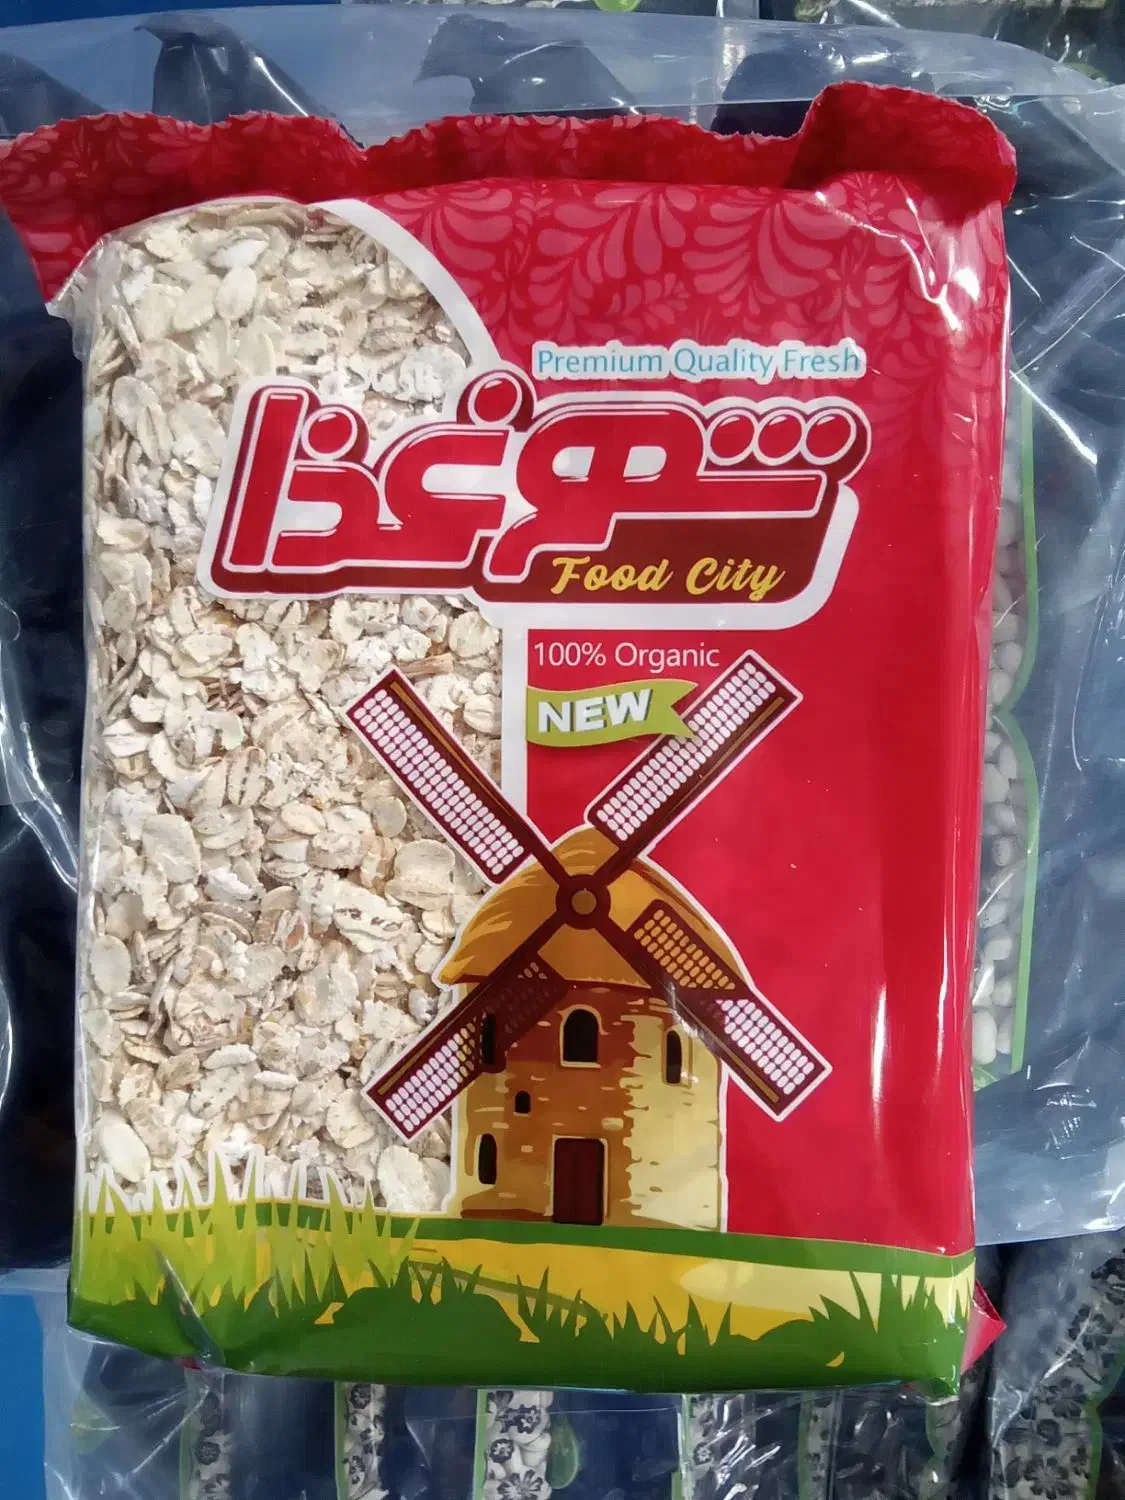 Premium Quality Fresh
شهر غذا
Food City
100% Organic
NEW